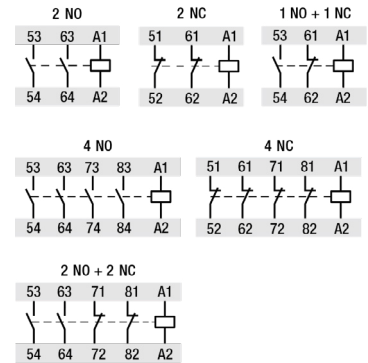 2 NO 2 NC 1 NO + 1 NC
53 63 A1 51 61 A1 53 61 A1
54 64 A2 52 62 A2 54 62 A2
4 NO 4 NC
53 63 73 83 A1 51 61 71 81 A1
54 64 74 84 A2 52 62 72 82 A2
2 NO + 2 NC
53 63 71 81 A1
54 64 72 82 A2